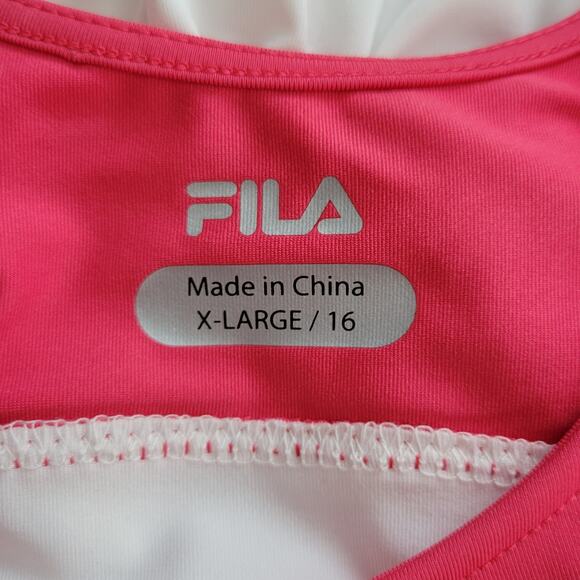 FILA
Made in China
X-LARGE / 16